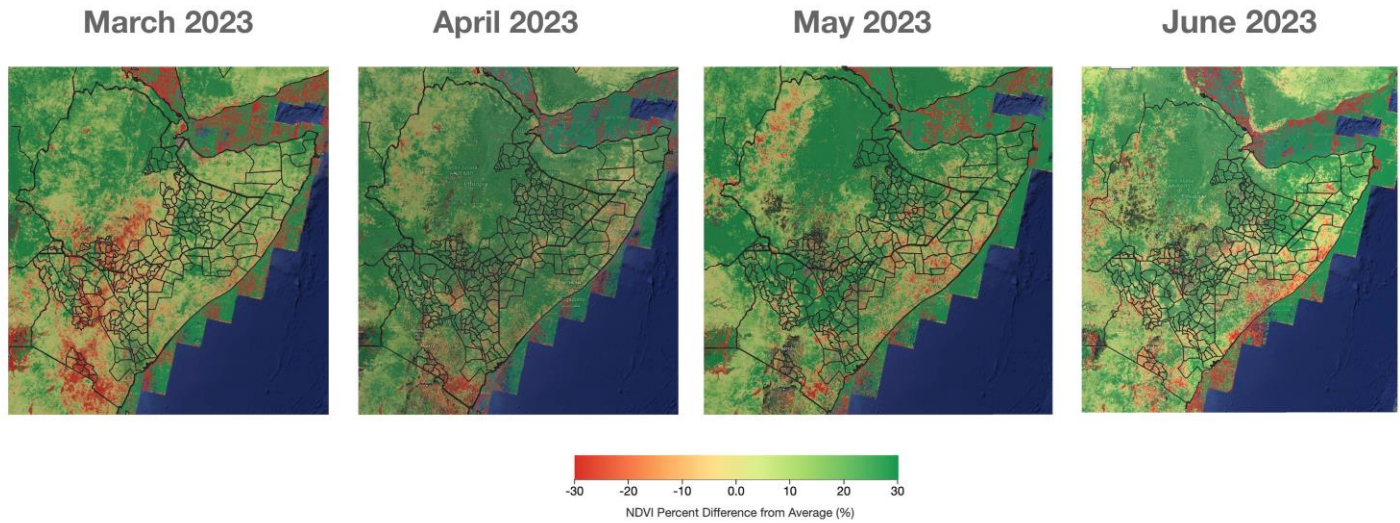 March 2023
April 2023
May 2023
June 2023
-30
-20
-10
0.0
10
20
30
NDVI Percent Difference from Average (%)